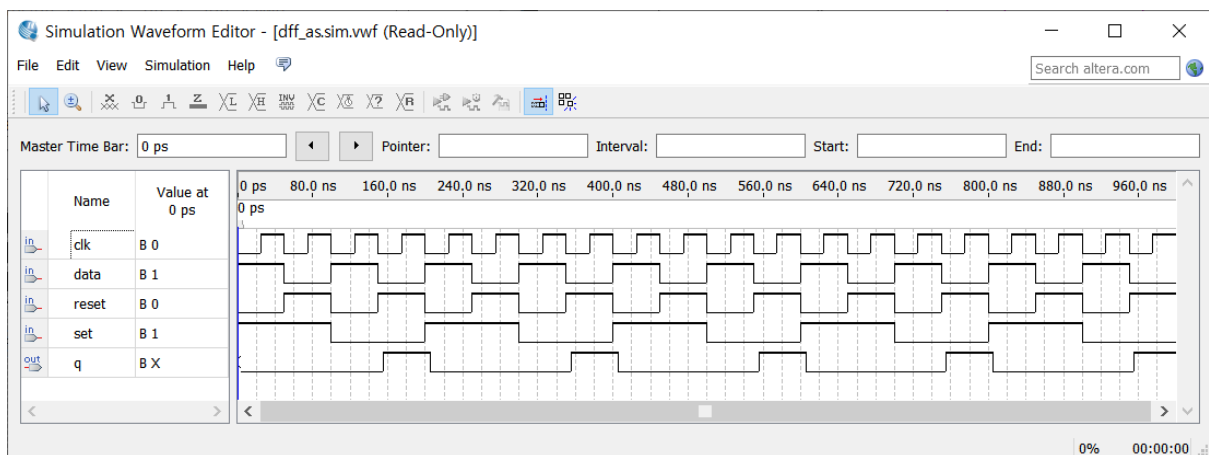 Simulation Waveform Editor - [dff_as.sim.vwf (Read-Only)]
File Edit View Simulation Help
Search altera.com
Master Time Bar: 0 ps Pointer: Interval: Start: End:
Name Value at 0 ps
0 ps 80.0 ns 160.0 ns 240.0 ns 320.0 ns 400.0 ns 480.0 ns 560.0 ns 640.0 ns 720.0 ns 800.0 ns 880.0 ns 960.0 ns
0 ps
in clk B 0
in data B 1
in reset B 0
in set B 1
out q B X
0% 00:00:00